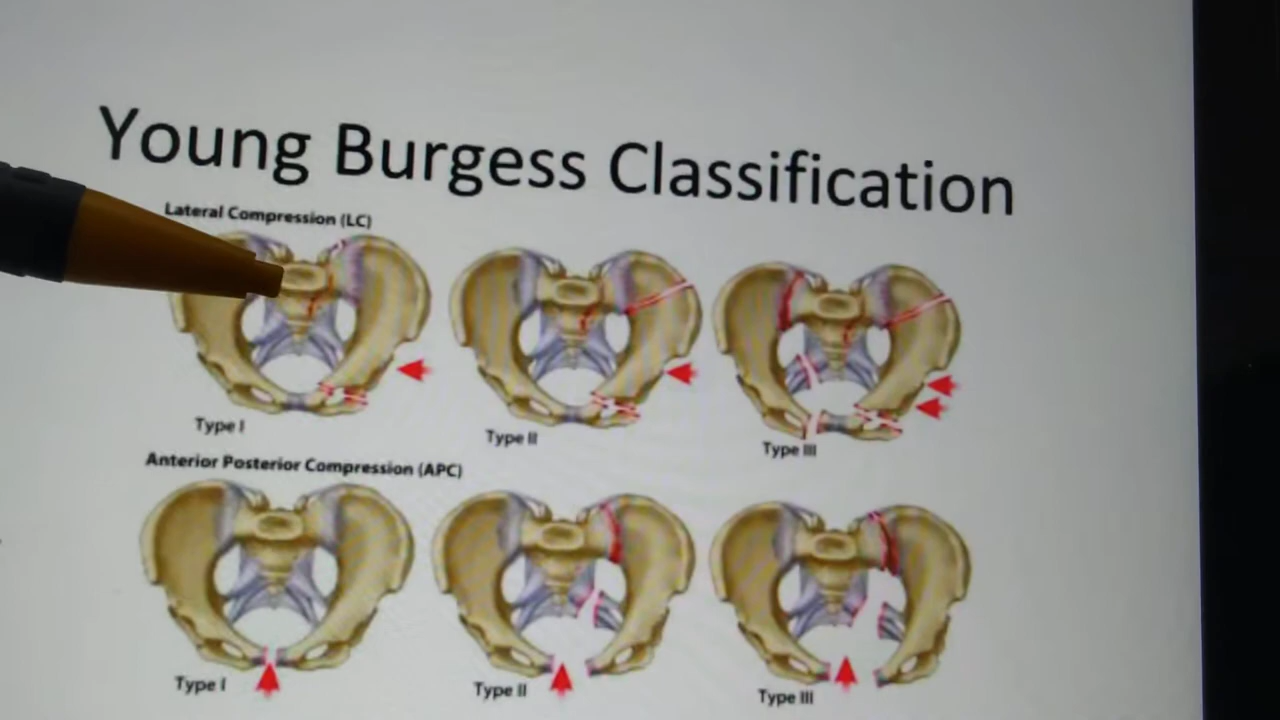 Young Burgess Classification
Lateral Compression (LC)
Type I
Type II
Type III
Anterior Posterior Compression (APC)
Type I
Type II
Type III